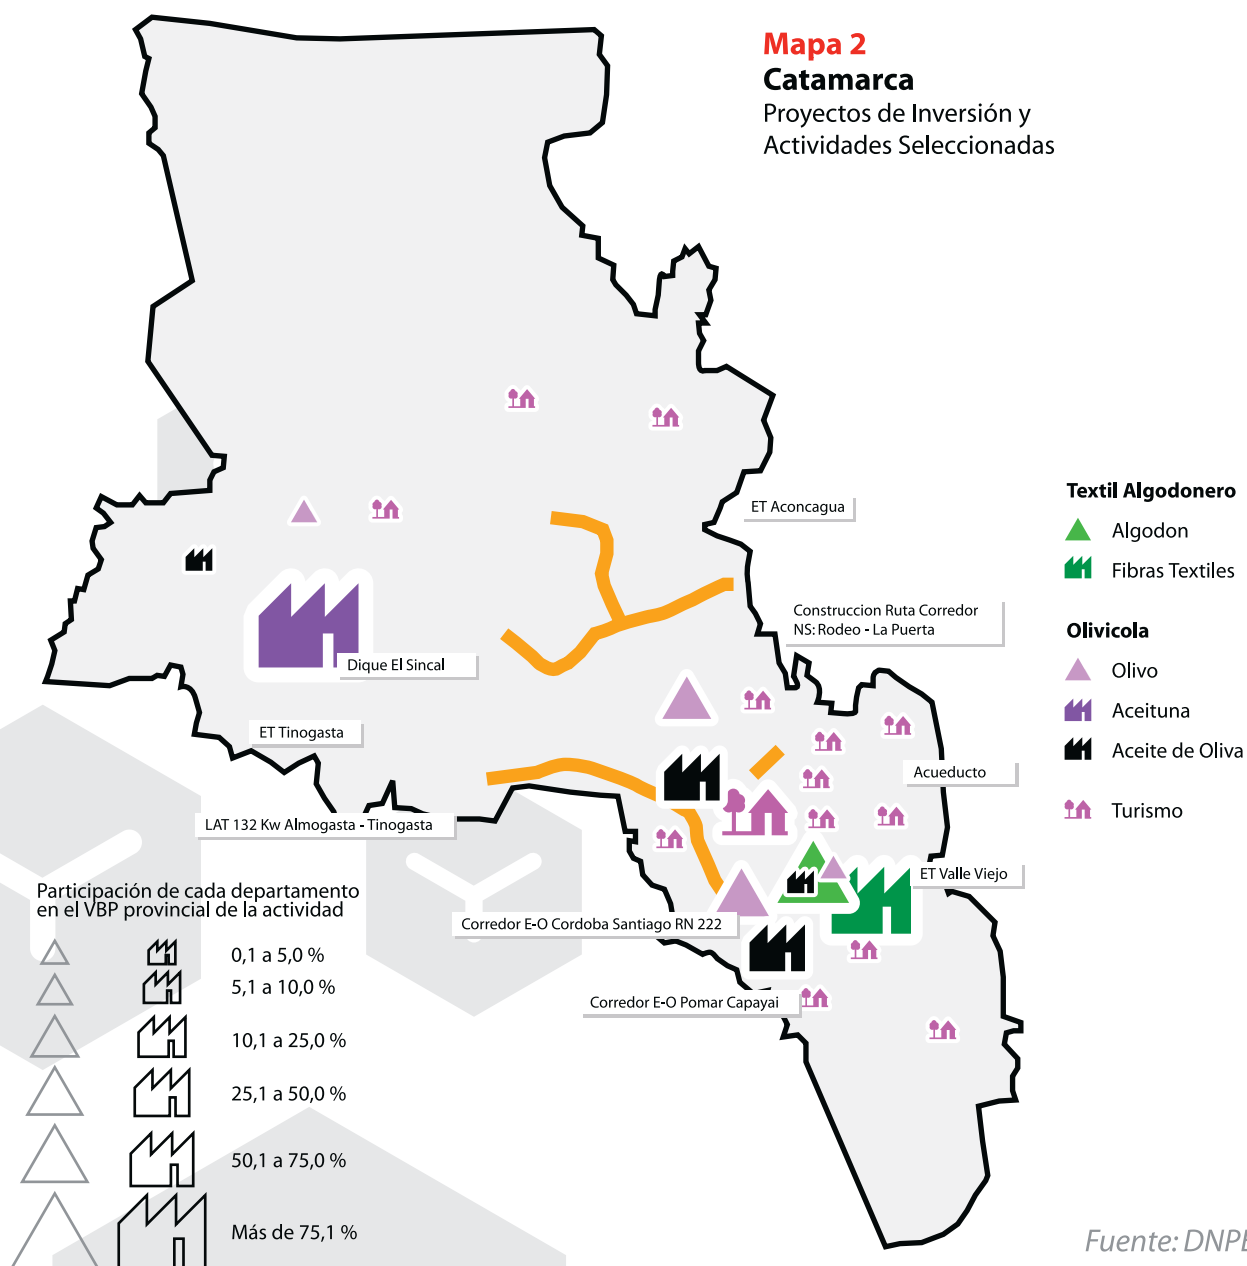 Mapa 2
Catamarca
Proyectos de Inversión y
Actividades Seleccionadas
Textil Algodonero
Algodon
Fibras Textiles
Olivicola
Olivo
Aceituna
Aceite de Oliva
Turismo
ET Aconcagua
Construccion Ruta Corredor
NS: Rodeo - La Puerta
Dique El Sincal
ET Tinogasta
Acueducto
LAT 132 Kw Almogasta - Tinogasta
ET Valle Viejo
Corredor E-O Cordoba Santiago RN 222
Corredor E-O Pomar Capayai
Participación de cada departamento
en el VBP provincial de la actividad
0,1 a 5,0 %
5,1 a 10,0 %
10,1 a 25,0 %
25,1 a 50,0 %
50,1 a 75,0 %
Más de 75,1 %
Fuente: DNPE